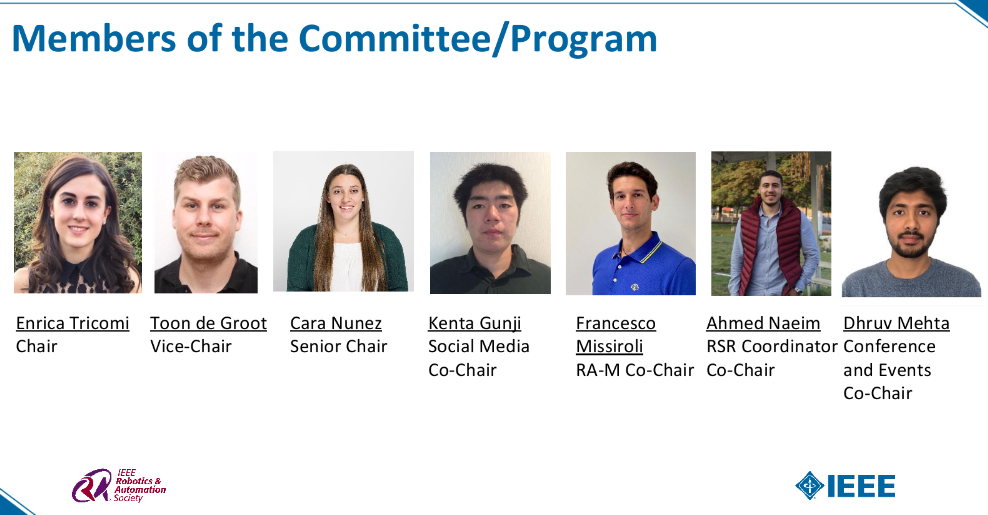 Members of the Committee/Program
Enrica Tricomi
Chair
Toon de Groot
Vice-Chair
Cara Nunez
Senior Chair
Kenta Gunji
Social Media
Co-Chair
Francesco
Missiroli
RA-M Co-Chair
Ahmed Naeim
RSR Coordinator
Co-Chair
Dhruv Mehta
Conference
and Events
Co-Chair
IEEE
Robotics &
Automation
Society
IEEE